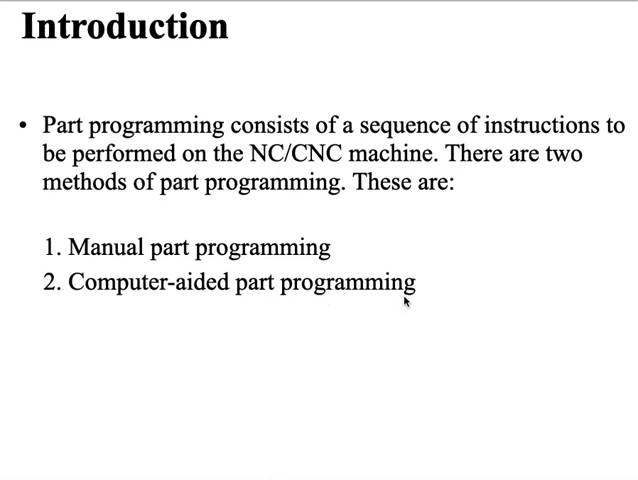 Introduction
• Part programming consists of a sequence of instructions to
be performed on the NC/CNC machine. There are two
methods of part programming. These are:
1. Manual part programming
2. Computer-aided part programming